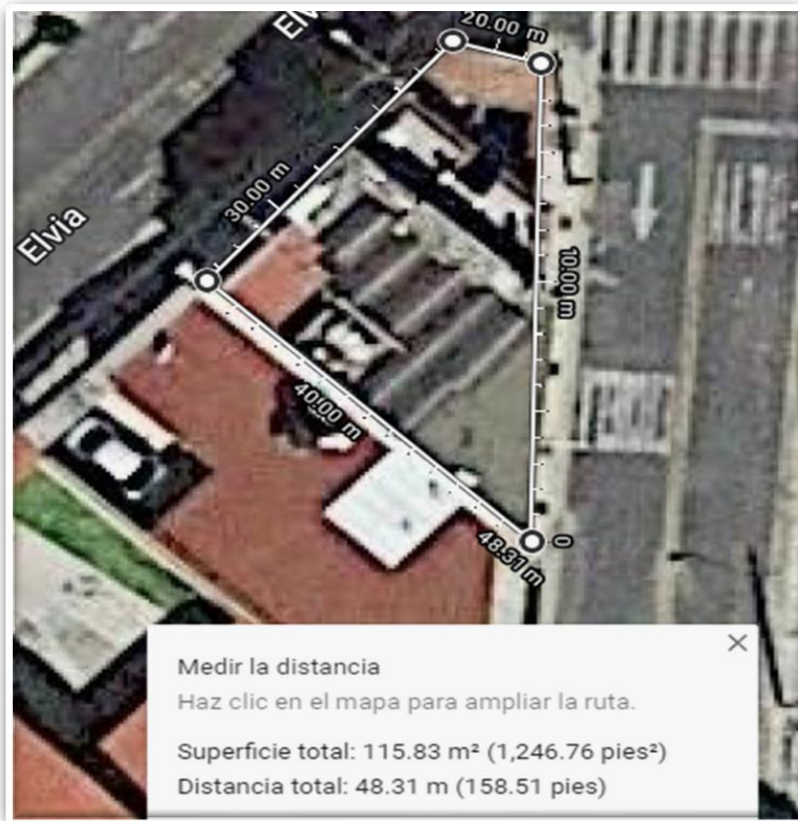 20.00 m
Elv
30.00 m
Elvia
10.00 m
40.00 m
0
48.31 m
Medir la distancia
Haz clic en el mapa para ampliar la ruta.
Superficie total: 115.83 m² (1,246.76 pies²)
Distancia total: 48.31 m (158.51 pies)